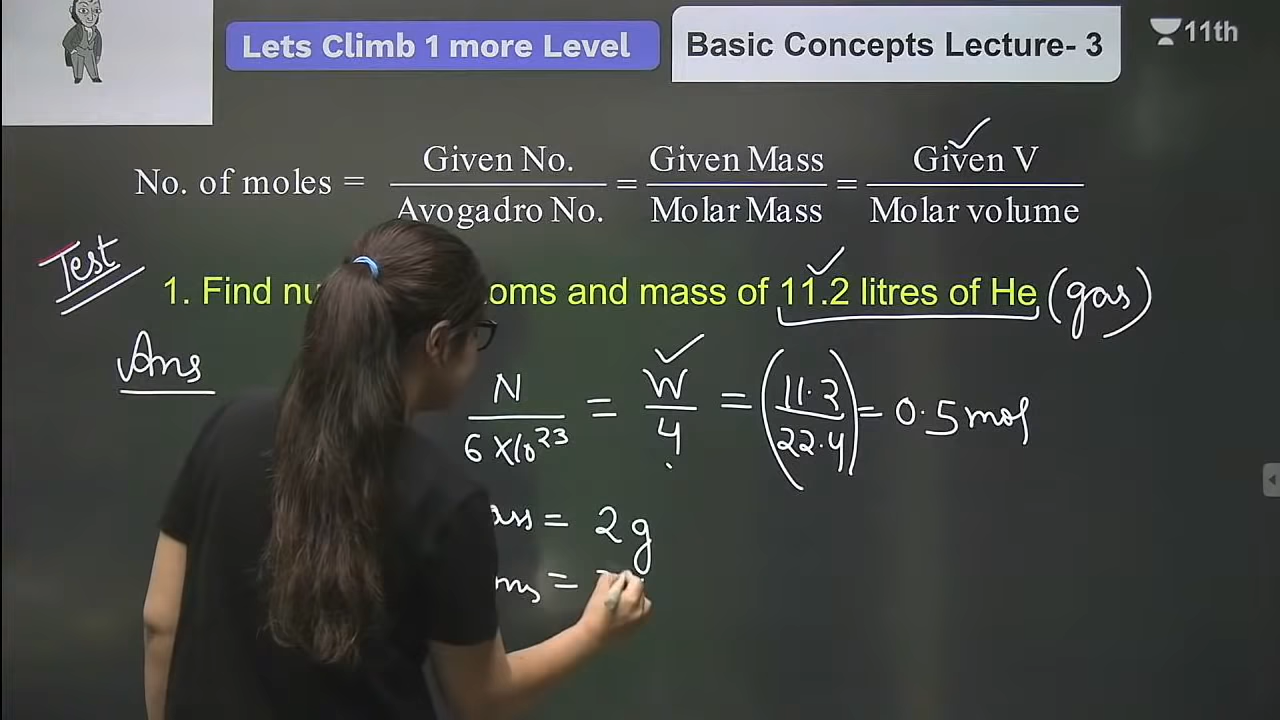 Lets Climb 1 more Level
Basic Concepts Lecture- 3
11th
No. of moles = Given No. / Avogadro No. = Given Mass / Molar Mass = Given V / Molar volume
Test
1. Find nu oms and mass of 11.2 litres of He (gas)
Ans
N / 6 x 10^23 = W / 4 = (11.2 / 22.4) = 0.5 mol
ass = 2g
ms =